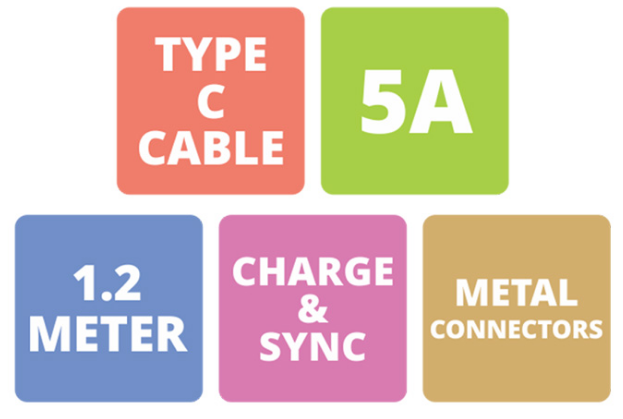 TYPE
C
CABLE
5A
1.2
METER
CHARGE
&
SYNC
METAL
CONNECTORS